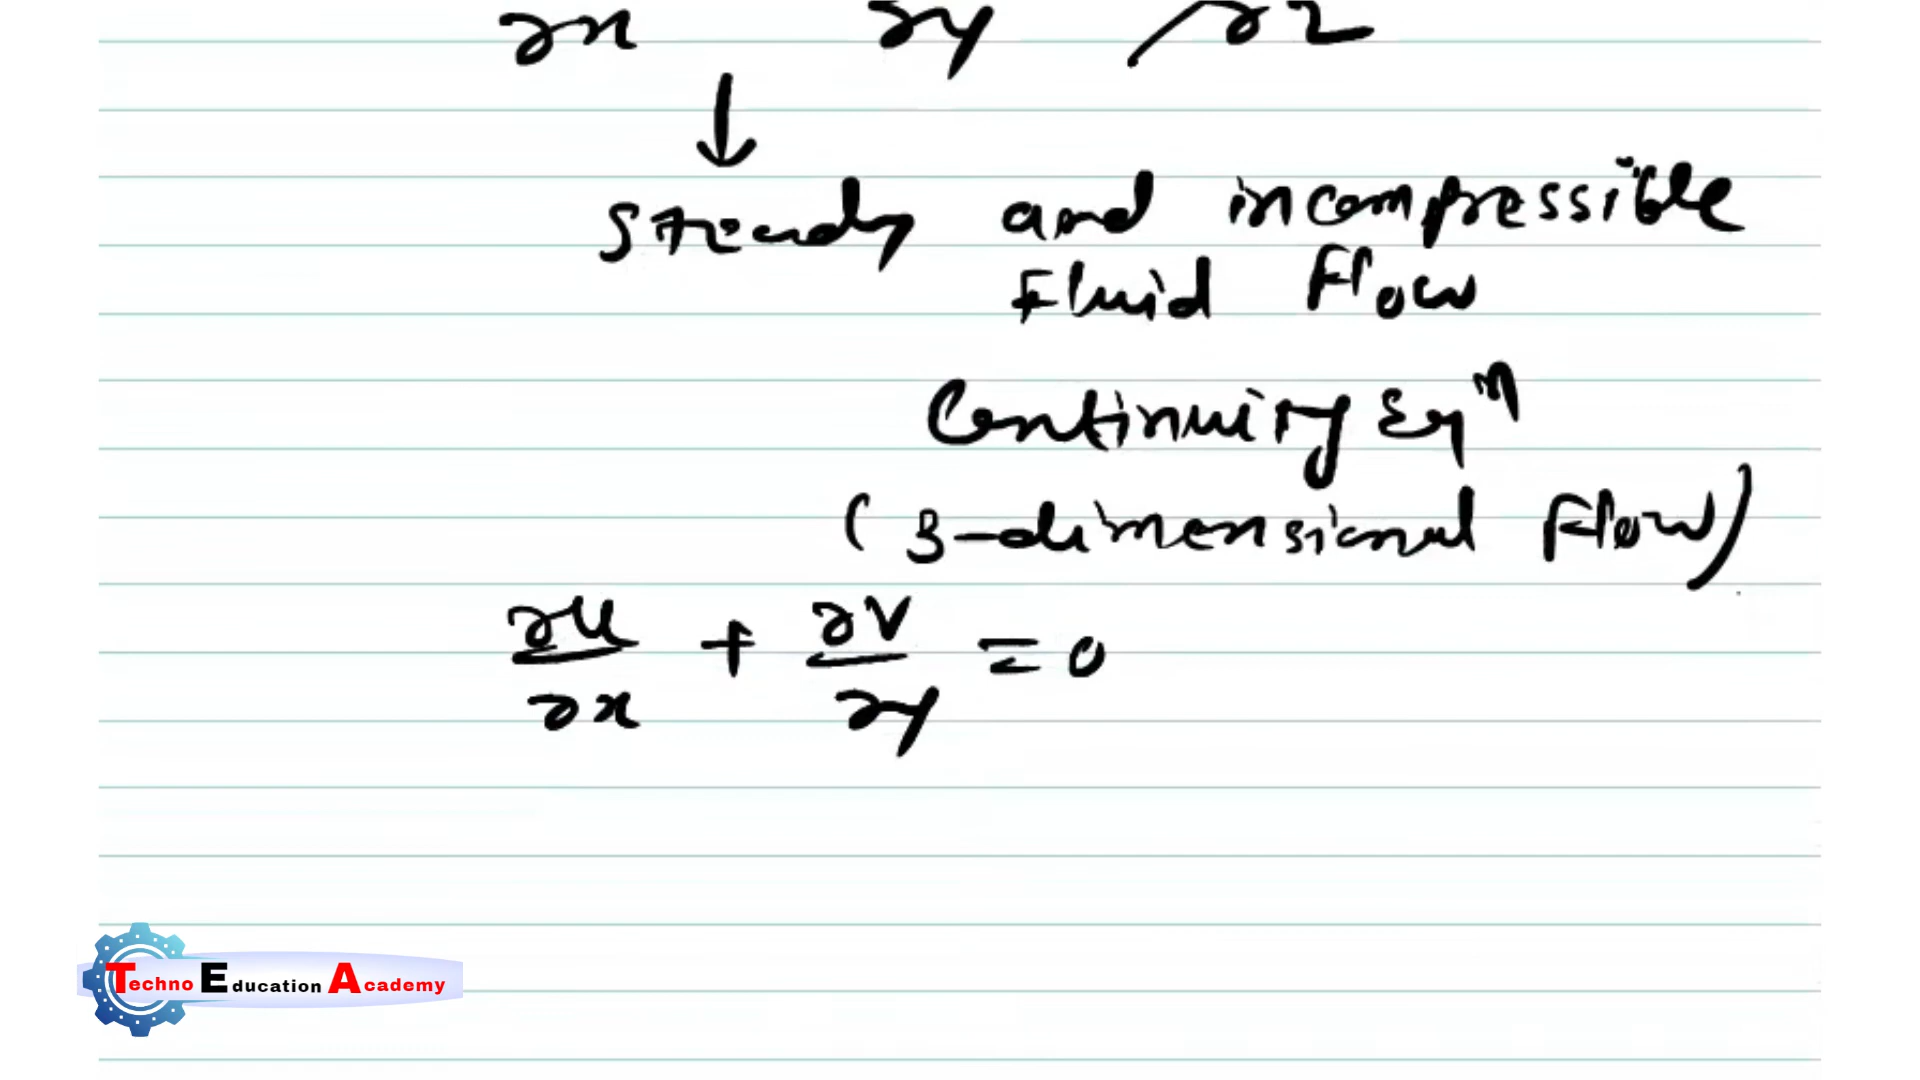 ∂x ∂y ∂z
↓
Steady and incompressible
Fluid Flow
Continuity Eqⁿ
(3-dimensional Flow)
∂u/∂x + ∂v/∂y = 0
Techno Education Academy